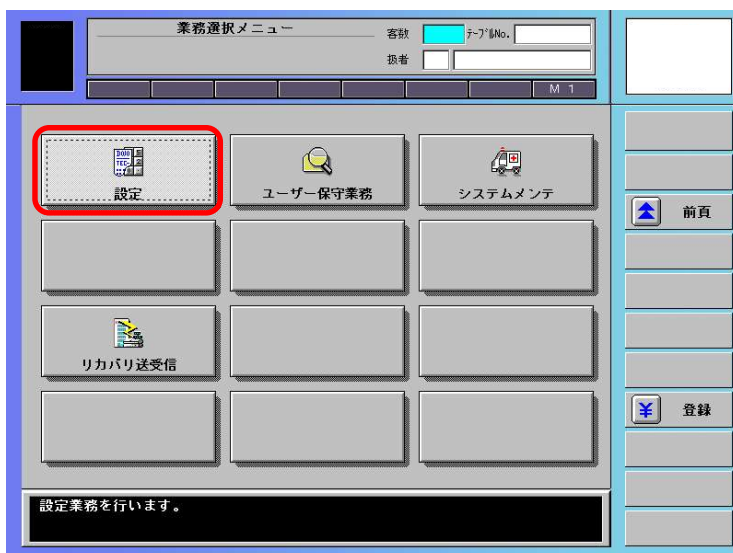 業務選択メニュー
客数
ﾃｰﾌﾞﾙNo.
扱者
M 1
設定
ユーザー保守業務
システムメンテ
前頁
リカバリ送受信
¥ 登録
設定業務を行います。